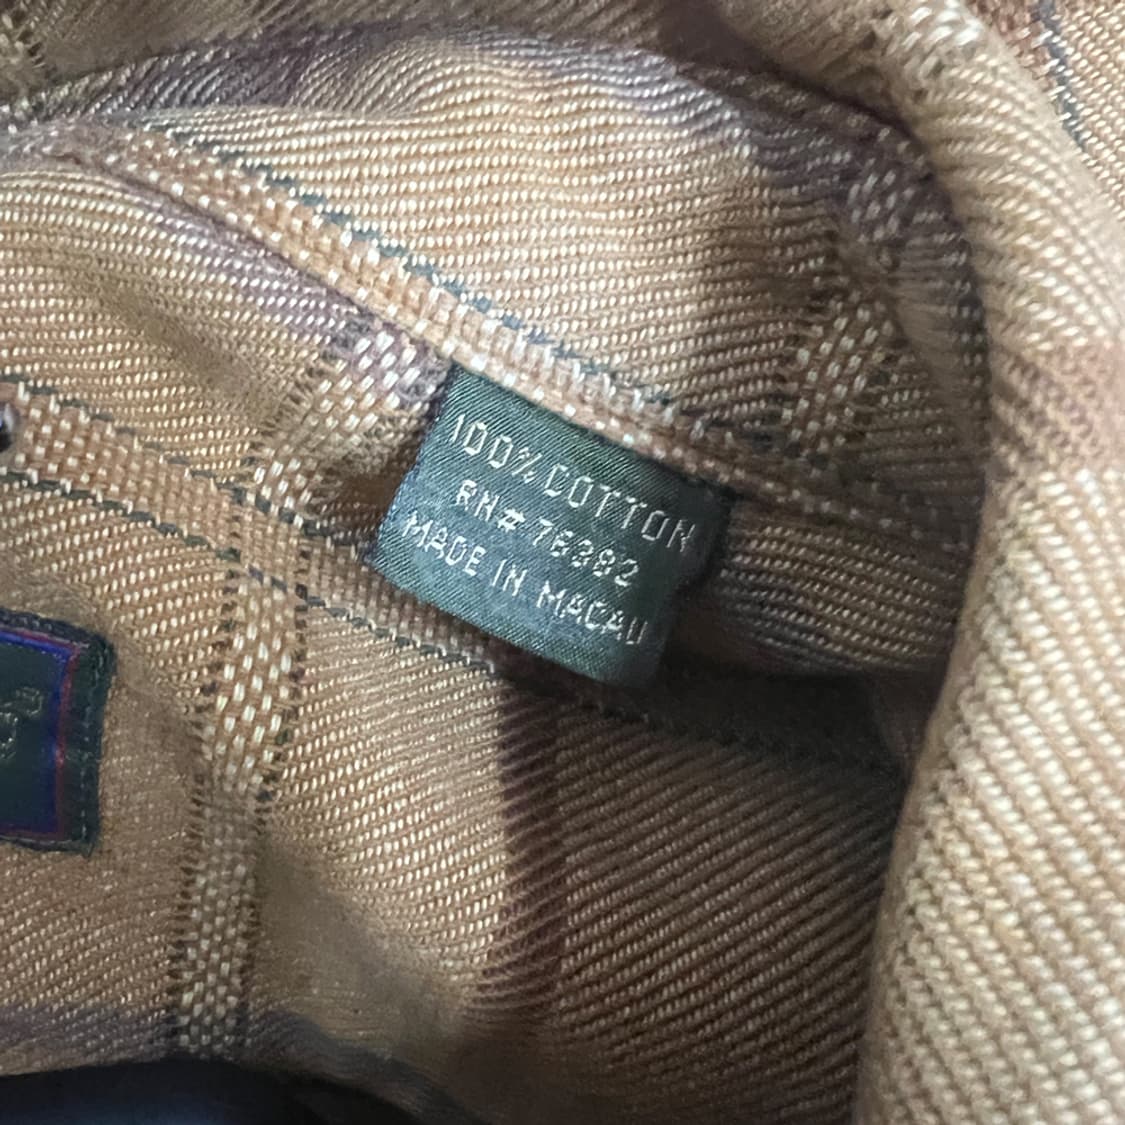 100% COTTON
RN# 76382
MADE IN MACAU